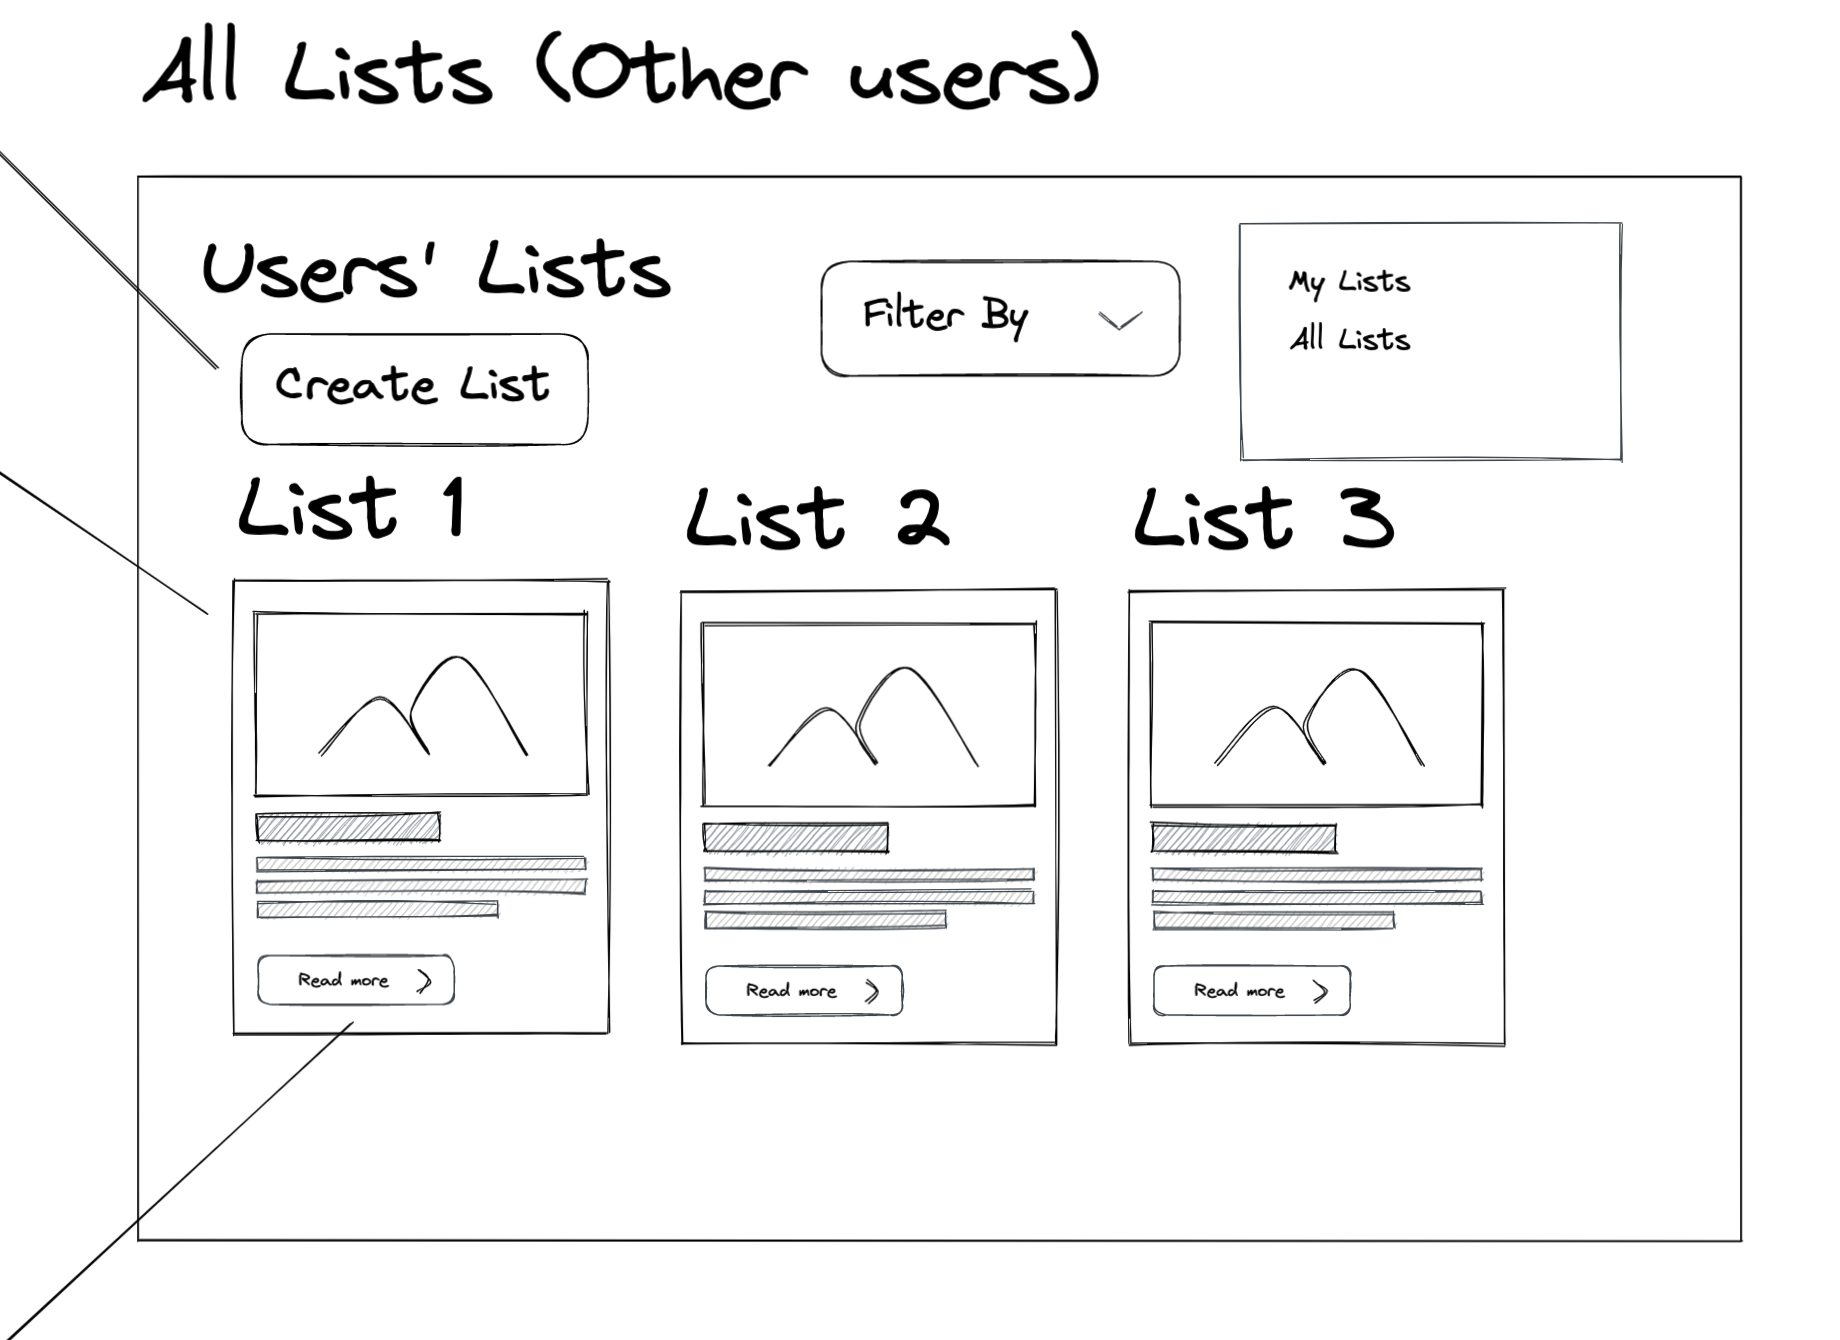 All Lists (Other users)
Users' Lists
Filter By
My Lists
All Lists
Create List
List 1
List 2
List 3
Read more
Read more
Read more